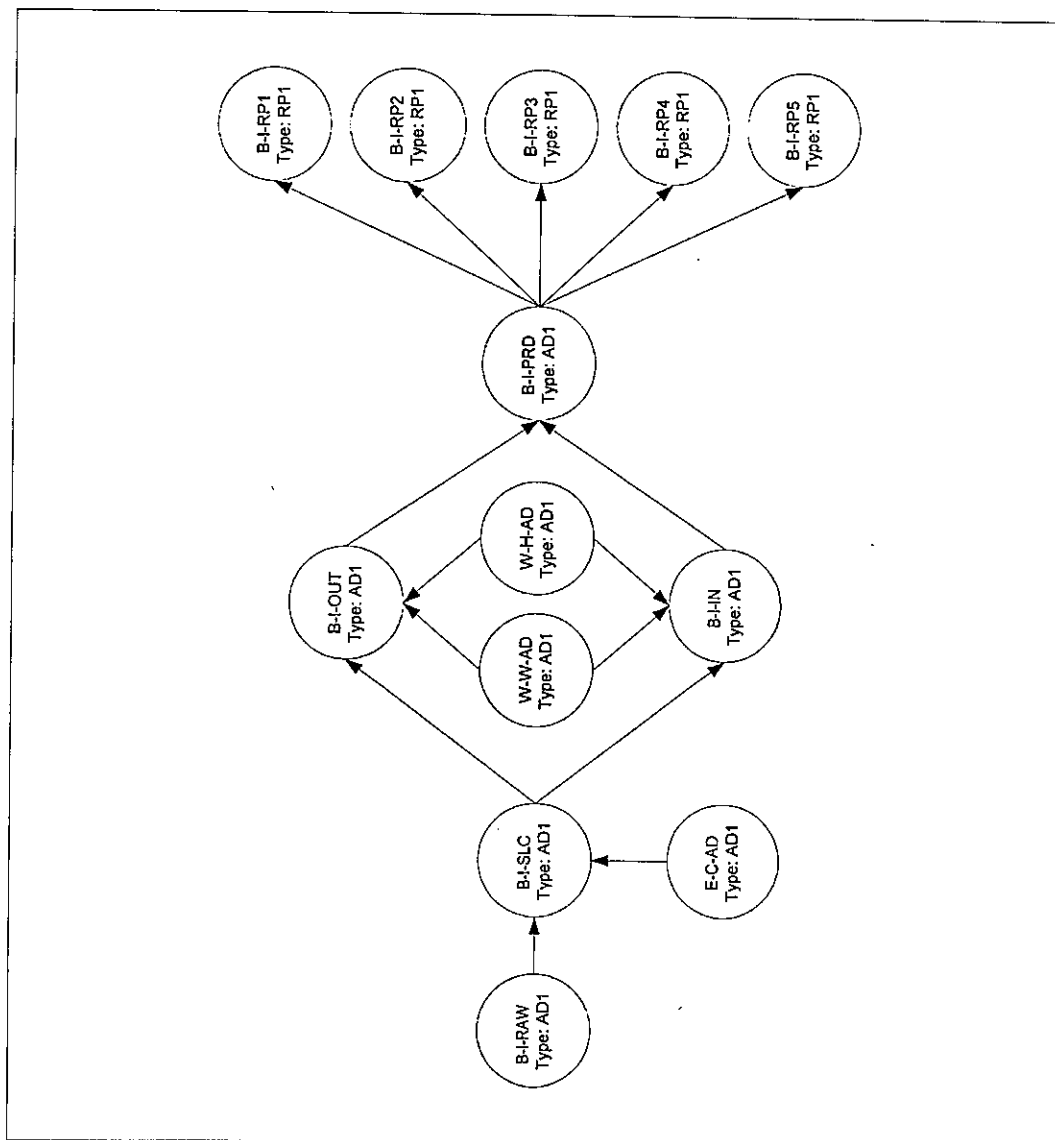 B-I-RAW
Type: AD1
B-I-SLC
Type: AD1
E-C-AD
Type: AD1
B-I-OUT
Type: AD1
W-W-AD
Type: AD1
W-H-AD
Type: AD1
B-I-IN
Type: AD1
B-I-PRD
Type: AD1
B-I-RP1
Type: RP1
B-I-RP2
Type: RP1
B-I-RP3
Type: RP1
B-I-RP4
Type: RP1
B-I-RP5
Type: RP1